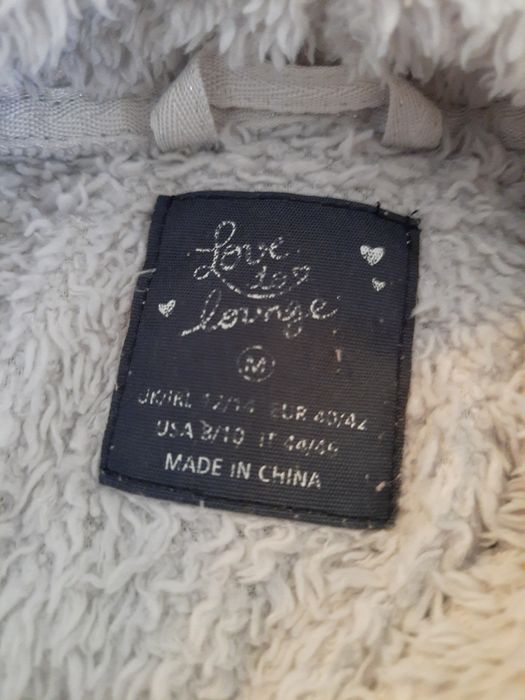 Love
to
lounge
M
UK/IRL 12/14 EUR 40/42
USA 8/10 IT 44/46
MADE IN CHINA